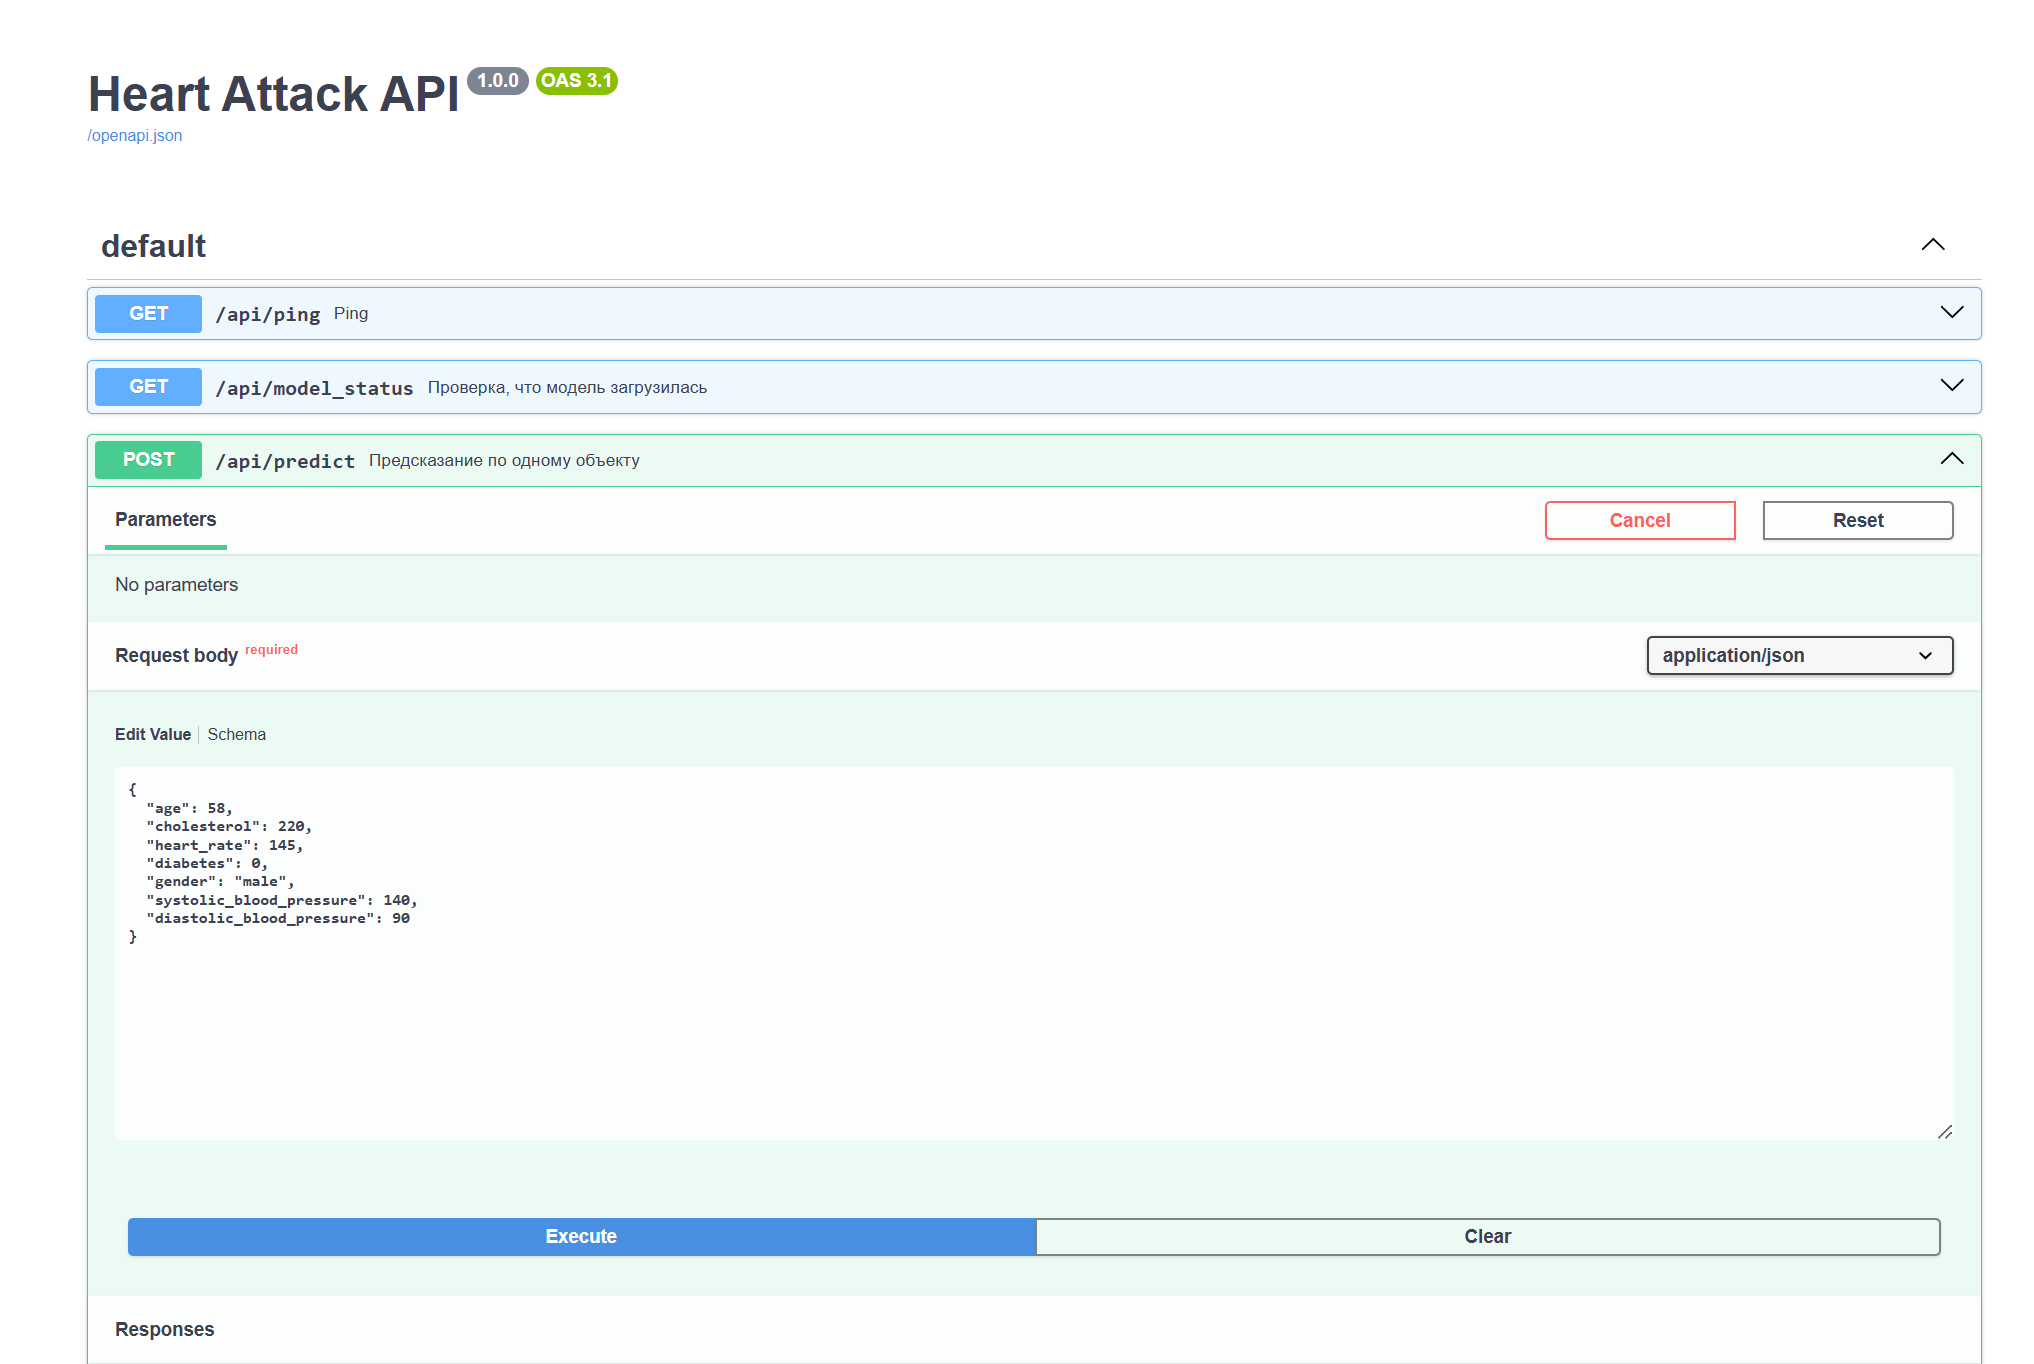 Heart Attack API 1.0.0 OAS 3.1
/openapi.json
default
GET /api/ping Ping
GET /api/model_status Проверка, что модель загрузилась
POST /api/predict Предсказание по одному объекту
Parameters Cancel Reset
No parameters
Request body required application/json
Edit Value Schema
{
  "age": 58,
  "cholesterol": 220,
  "heart_rate": 145,
  "diabetes": 0,
  "gender": "male",
  "systolic_blood_pressure": 140,
  "diastolic_blood_pressure": 90
}
Execute Clear
Responses